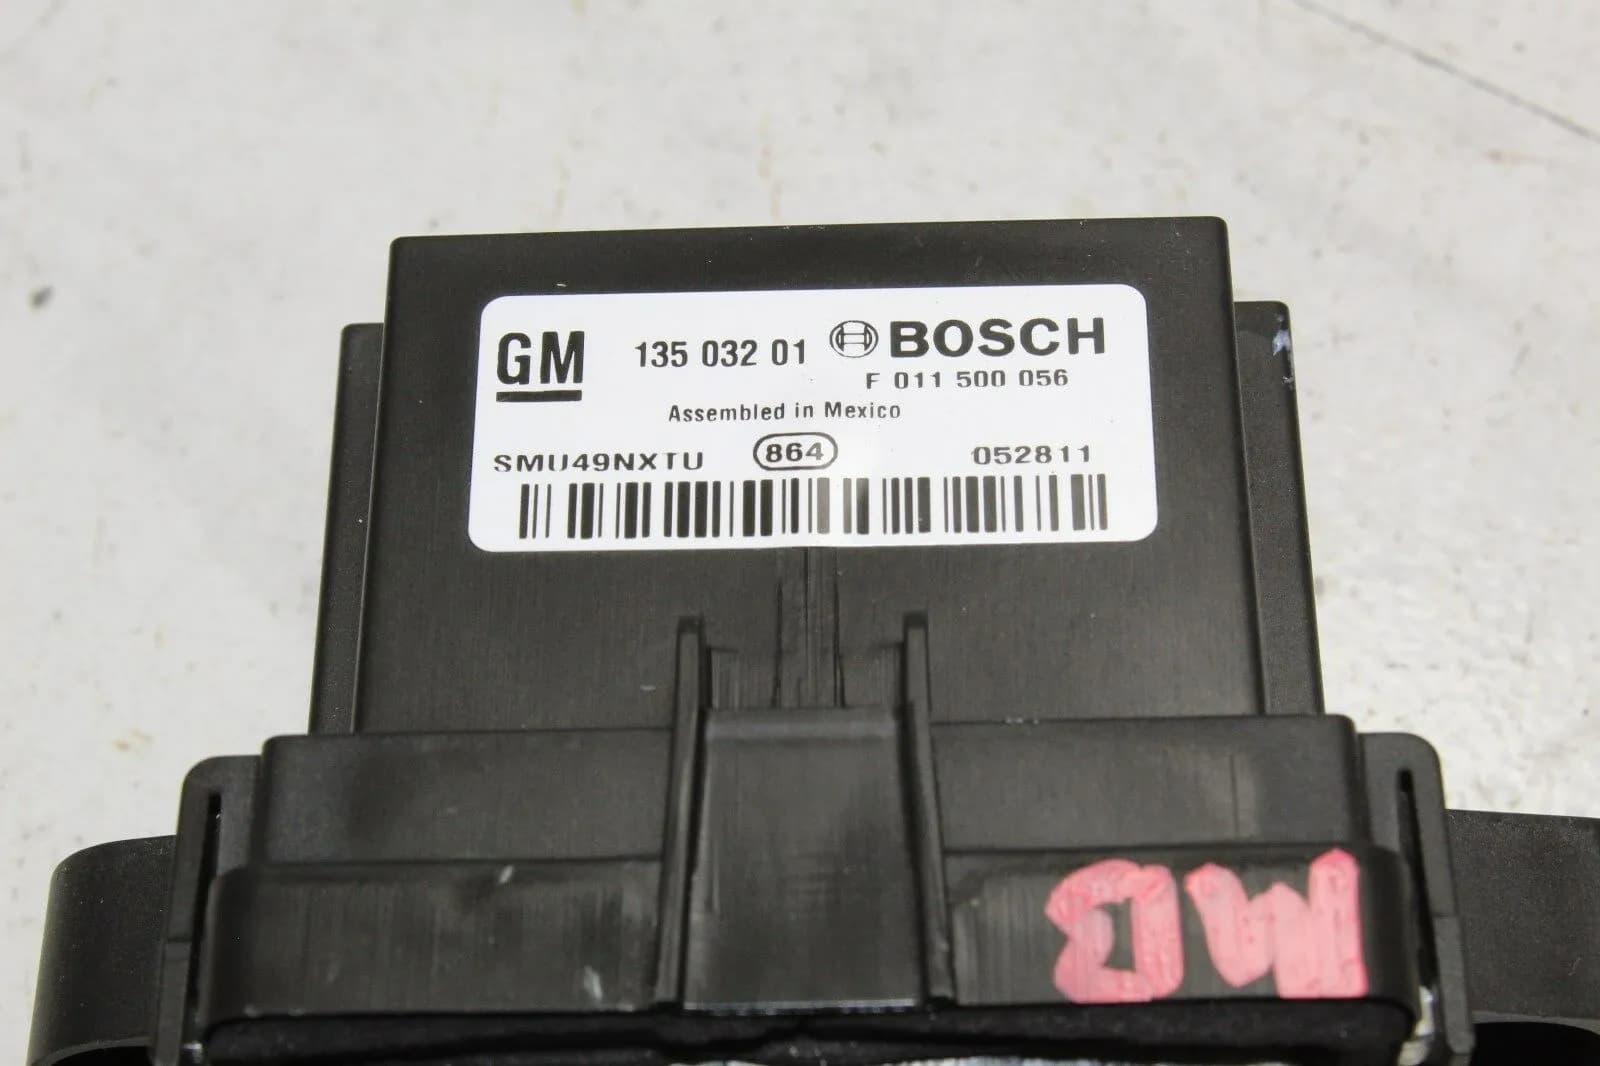 GM 135 032 01 BOSCH
F 011 500 056
Assembled in Mexico
SMU49NXTU 864 052811